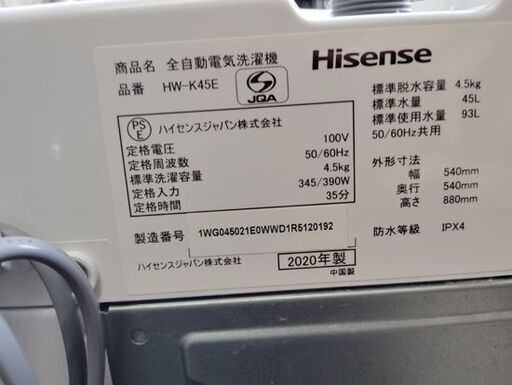 商品名 全自動電気洗濯機
品番 HW-K45E
JQA
Hisense
PS
E
ハイセンスジャパン株式会社
定格電圧 100V
定格周波数 50/60Hz
標準洗濯容量 4.5kg
定格入力 345/390W
定格時間 35分
製造番号 1WG045021E0WWD1R5120192
ハイセンスジャパン株式会社
2020年製
中国製
標準脱水容量 4.5kg
標準水量 45L
標準使用水量 93L
50/60Hz共用
外形寸法
幅 540mm
奥行 540mm
高さ 880mm
防水等級 IPX4